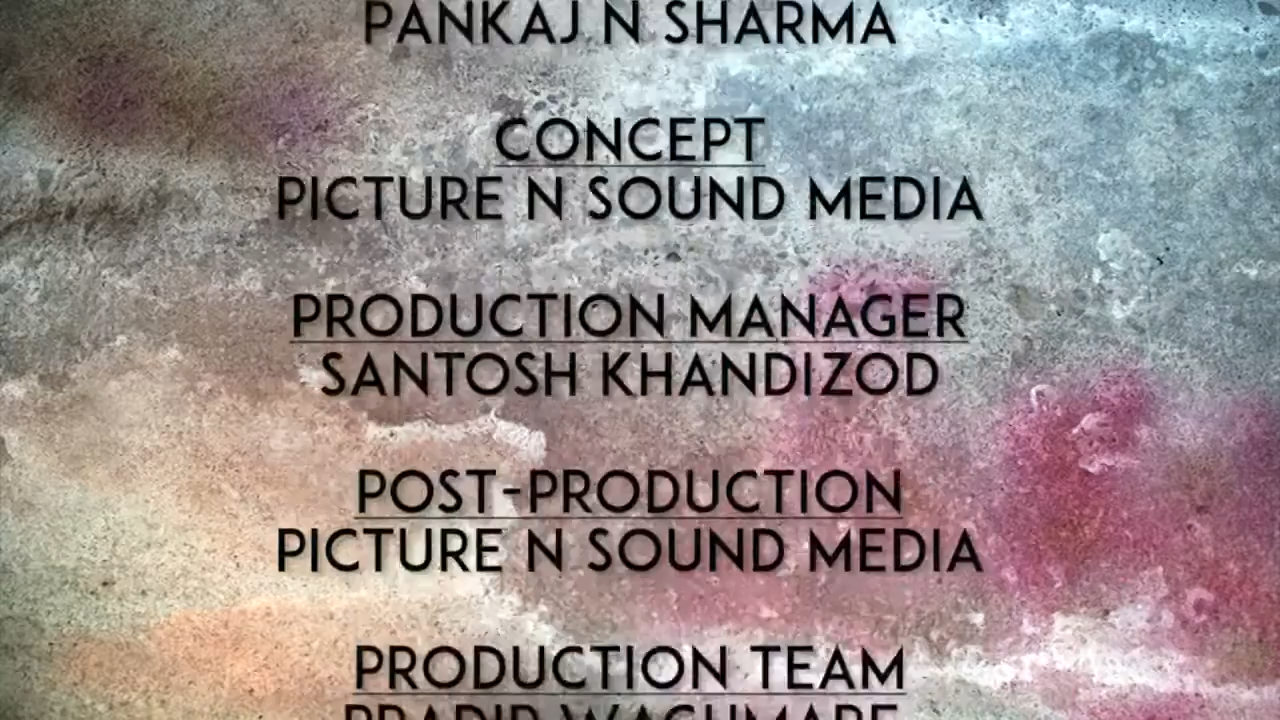 PANKAJ N SHARMA
CONCEPT
PICTURE N SOUND MEDIA
PRODUCTION MANAGER
SANTOSH KHANDIZOD
POST-PRODUCTION
PICTURE N SOUND MEDIA
PRODUCTION TEAM